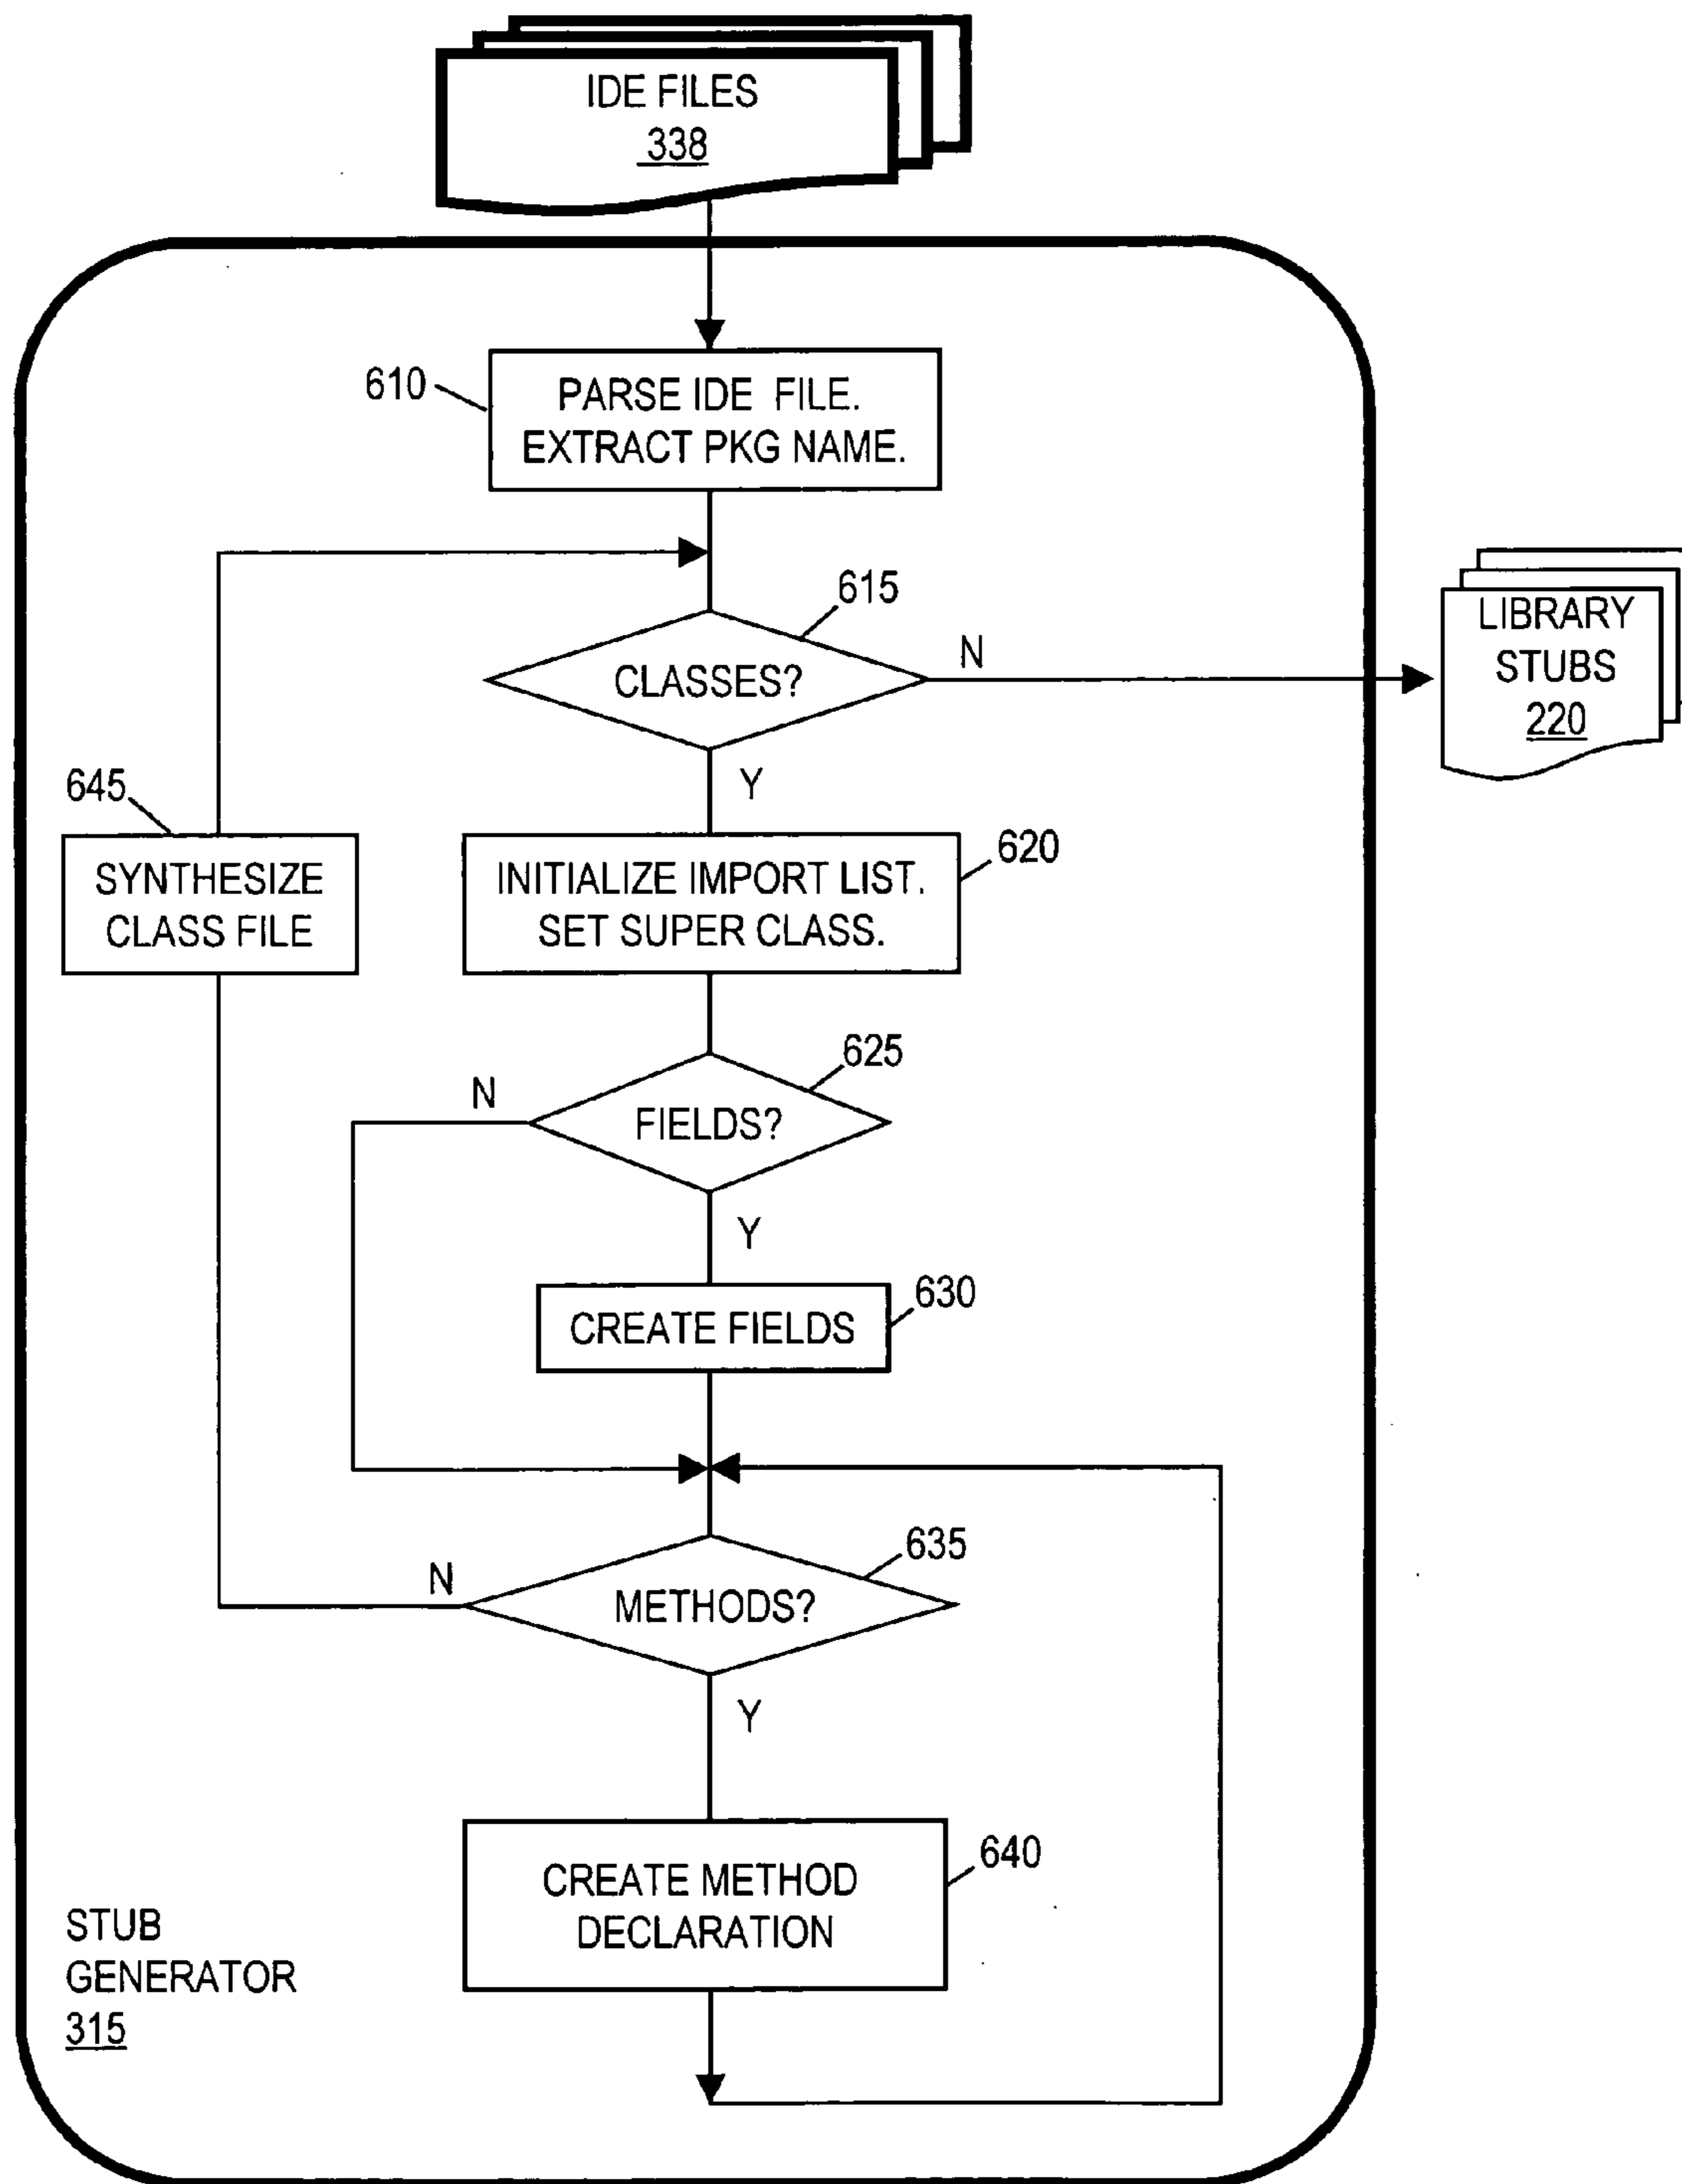 IDE FILES
338
610
PARSE IDE FILE.
EXTRACT PKG NAME.
615
CLASSES?
N
LIBRARY
STUBS
220
Y
645
SYNTHESIZE
CLASS FILE
620
INITIALIZE IMPORT LIST.
SET SUPER CLASS.
625
N
FIELDS?
Y
630
CREATE FIELDS
635
N
METHODS?
Y
640
CREATE METHOD
DECLARATION
STUB
GENERATOR
315